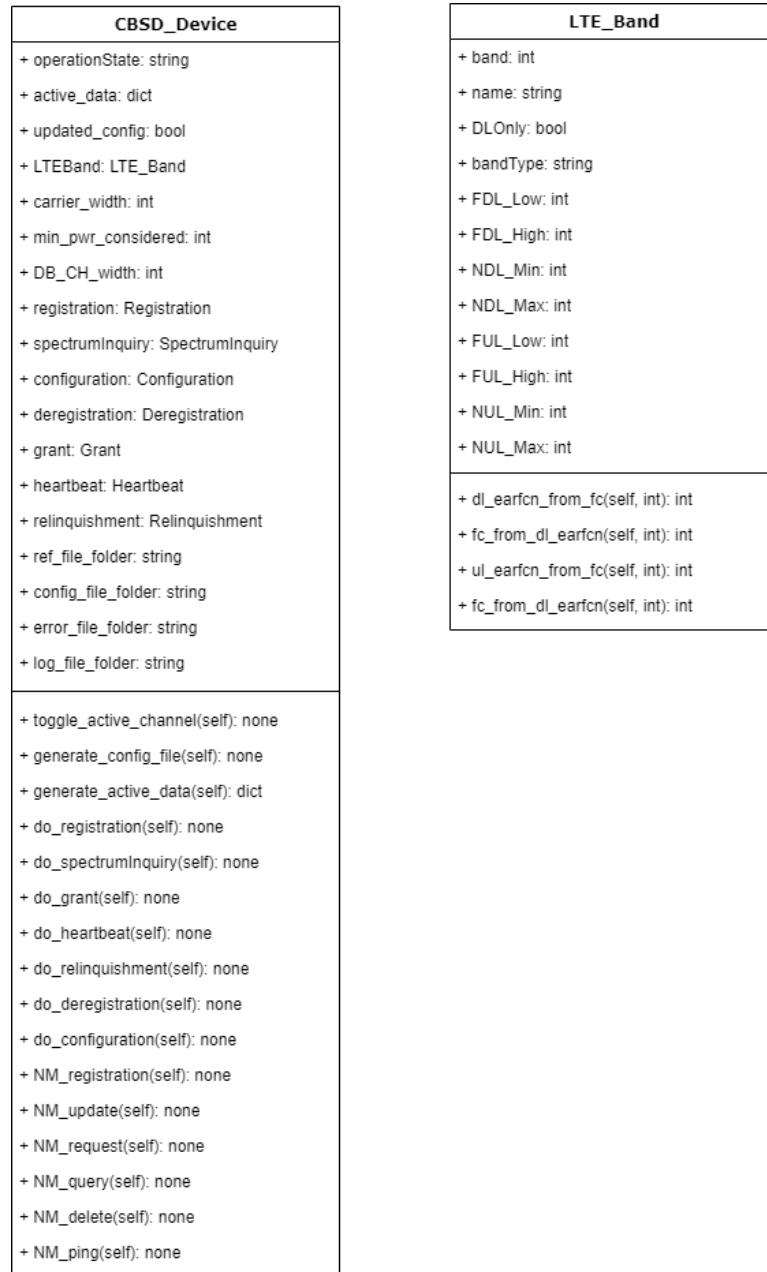 CBSD_Device
+ operationState: string
+ active_data: dict
+ updated_config: bool
+ LTEBand: LTE_Band
+ carrier_width: int
+ min_pwr_considered: int
+ DB_CH_width: int
+ registration: Registration
+ spectrumInquiry: SpectrumInquiry
+ configuration: Configuration
+ deregistration: Deregistration
+ grant: Grant
+ heartbeat: Heartbeat
+ relinquishment: Relinquishment
+ ref_file_folder: string
+ config_file_folder: string
+ error_file_folder: string
+ log_file_folder: string
+ toggle_active_channel(self): none
+ generate_config_file(self): none
+ generate_active_data(self): dict
+ do_registration(self): none
+ do_spectrumInquiry(self): none
+ do_grant(self): none
+ do_heartbeat(self): none
+ do_relinquishment(self): none
+ do_deregistration(self): none
+ do_configuration(self): none
+ NM_registration(self): none
+ NM_update(self): none
+ NM_request(self): none
+ NM_query(self): none
+ NM_delete(self): none
+ NM_ping(self): none
LTE_Band
+ band: int
+ name: string
+ DLOnly: bool
+ bandType: string
+ FDL_Low: int
+ FDL_High: int
+ NDL_Min: int
+ NDL_Max: int
+ FUL_Low: int
+ FUL_High: int
+ NUL_Min: int
+ NUL_Max: int
+ dl_earfcn_from_fc(self, int): int
+ fc_from_dl_earfcn(self, int): int
+ ul_earfcn_from_fc(self, int): int
+ fc_from_dl_earfcn(self, int): int